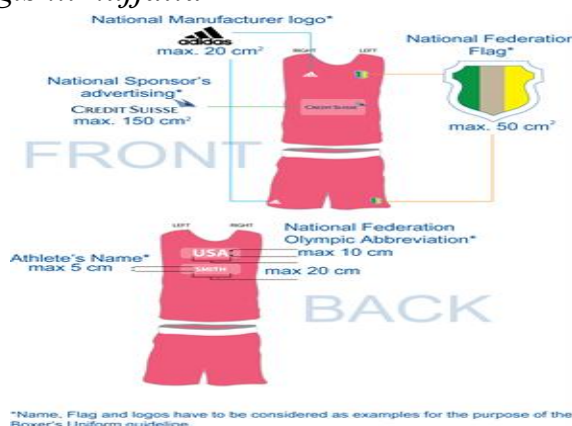 National Manufacturer logo*
adidas
max. 20 cm²
RIGHT LEFT
National Federation
Flag*
max. 50 cm²
National Sponsor's
advertising*
CREDIT SUISSE
max. 150 cm²
CREDIT SUISSE
FRONT
LEFT RIGHT
National Federation
Olympic Abbreviation*
max 10 cm
USA
Athlete's Name*
max 5 cm
SMITH
max 20 cm
BACK
*Name, Flag and logos have to be considered as examples for the purpose of the
Boxer's Uniform guideline